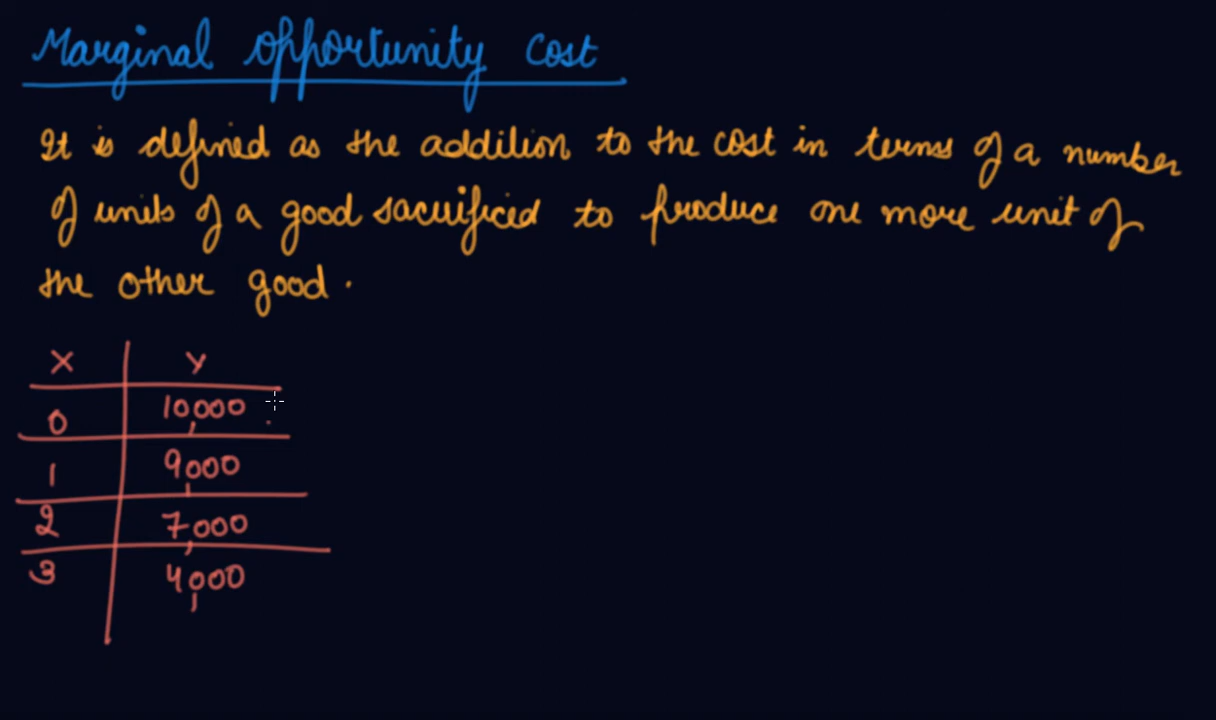 Marginal opportunity cost
It is defined as the addition to the cost in terms of a number
of units of a good sacrificed to produce one more unit of
the other good.
X Y
0 10,000
1 9,000
2 7,000
3 4,000